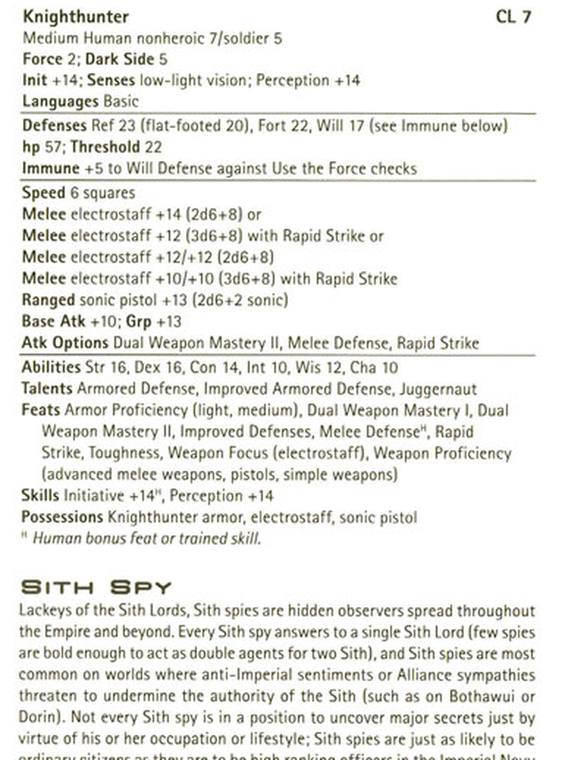 Knighthunter CL 7
Medium Human nonheroic 7/soldier 5
Force 2; Dark Side 5
Init +14; Senses low-light vision; Perception +14
Languages Basic
Defenses Ref 23 (flat-footed 20), Fort 22, Will 17 (see Immune below)
hp 57; Threshold 22
Immune +5 to Will Defense against Use the Force checks
Speed 6 squares
Melee electrostaff +14 (2d6+8) or
Melee electrostaff +12 (3d6+8) with Rapid Strike or
Melee electrostaff +12/+12 (2d6+8)
Melee electrostaff +10/+10 (3d6+8) with Rapid Strike
Ranged sonic pistol +13 (2d6+2 sonic)
Base Atk +10; Grp +13
Atk Options Dual Weapon Mastery II, Melee Defense, Rapid Strike
Abilities Str 16, Dex 16, Con 14, Int 10, Wis 12, Cha 10
Talents Armored Defense, Improved Armored Defense, Juggernaut
Feats Armor Proficiency (light, medium), Dual Weapon Mastery I, Dual
Weapon Mastery II, Improved Defenses, Melee Defenseᴴ, Rapid
Strike, Toughness, Weapon Focus (electrostaff), Weapon Proficiency
(advanced melee weapons, pistols, simple weapons)
Skills Initiative +14ᴴ, Perception +14
Possessions Knighthunter armor, electrostaff, sonic pistol
ᴴ Human bonus feat or trained skill.
SITH SPY
Lackeys of the Sith Lords, Sith spies are hidden observers spread throughout
the Empire and beyond. Every Sith spy answers to a single Sith Lord (few spies
are bold enough to act as double agents for two Sith), and Sith spies are most
common on worlds where anti-Imperial sentiments or Alliance sympathies
threaten to undermine the authority of the Sith (such as on Bothawui or
Dorin). Not every Sith spy is in a position to uncover major secrets just by
virtue of his or her occupation or lifestyle; Sith spies are just as likely to be
ordinary citizens as they are to be high ranking officers in the Imperial Navy